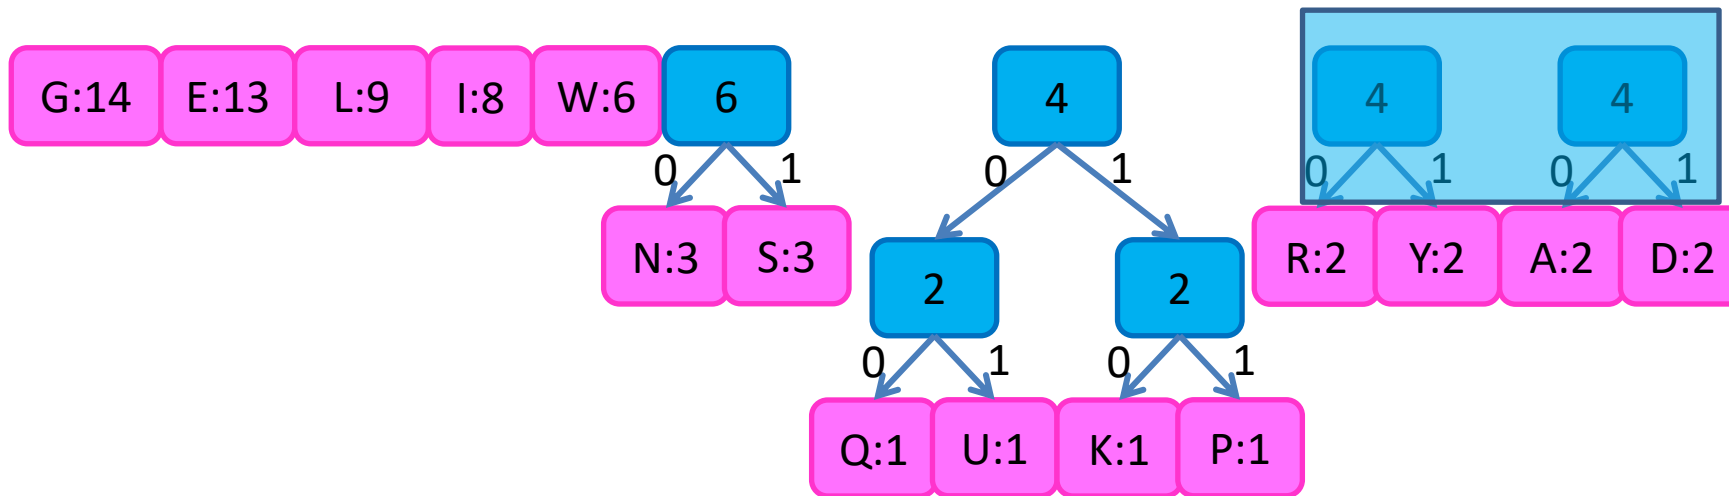 G:14 E:13 L:9 I:8 W:6 6 4 4 4
0 1 0 1 0 1 0 1
N:3 S:3 2 2 R:2 Y:2 A:2 D:2
0 1 0 1
Q:1 U:1 K:1 P:1